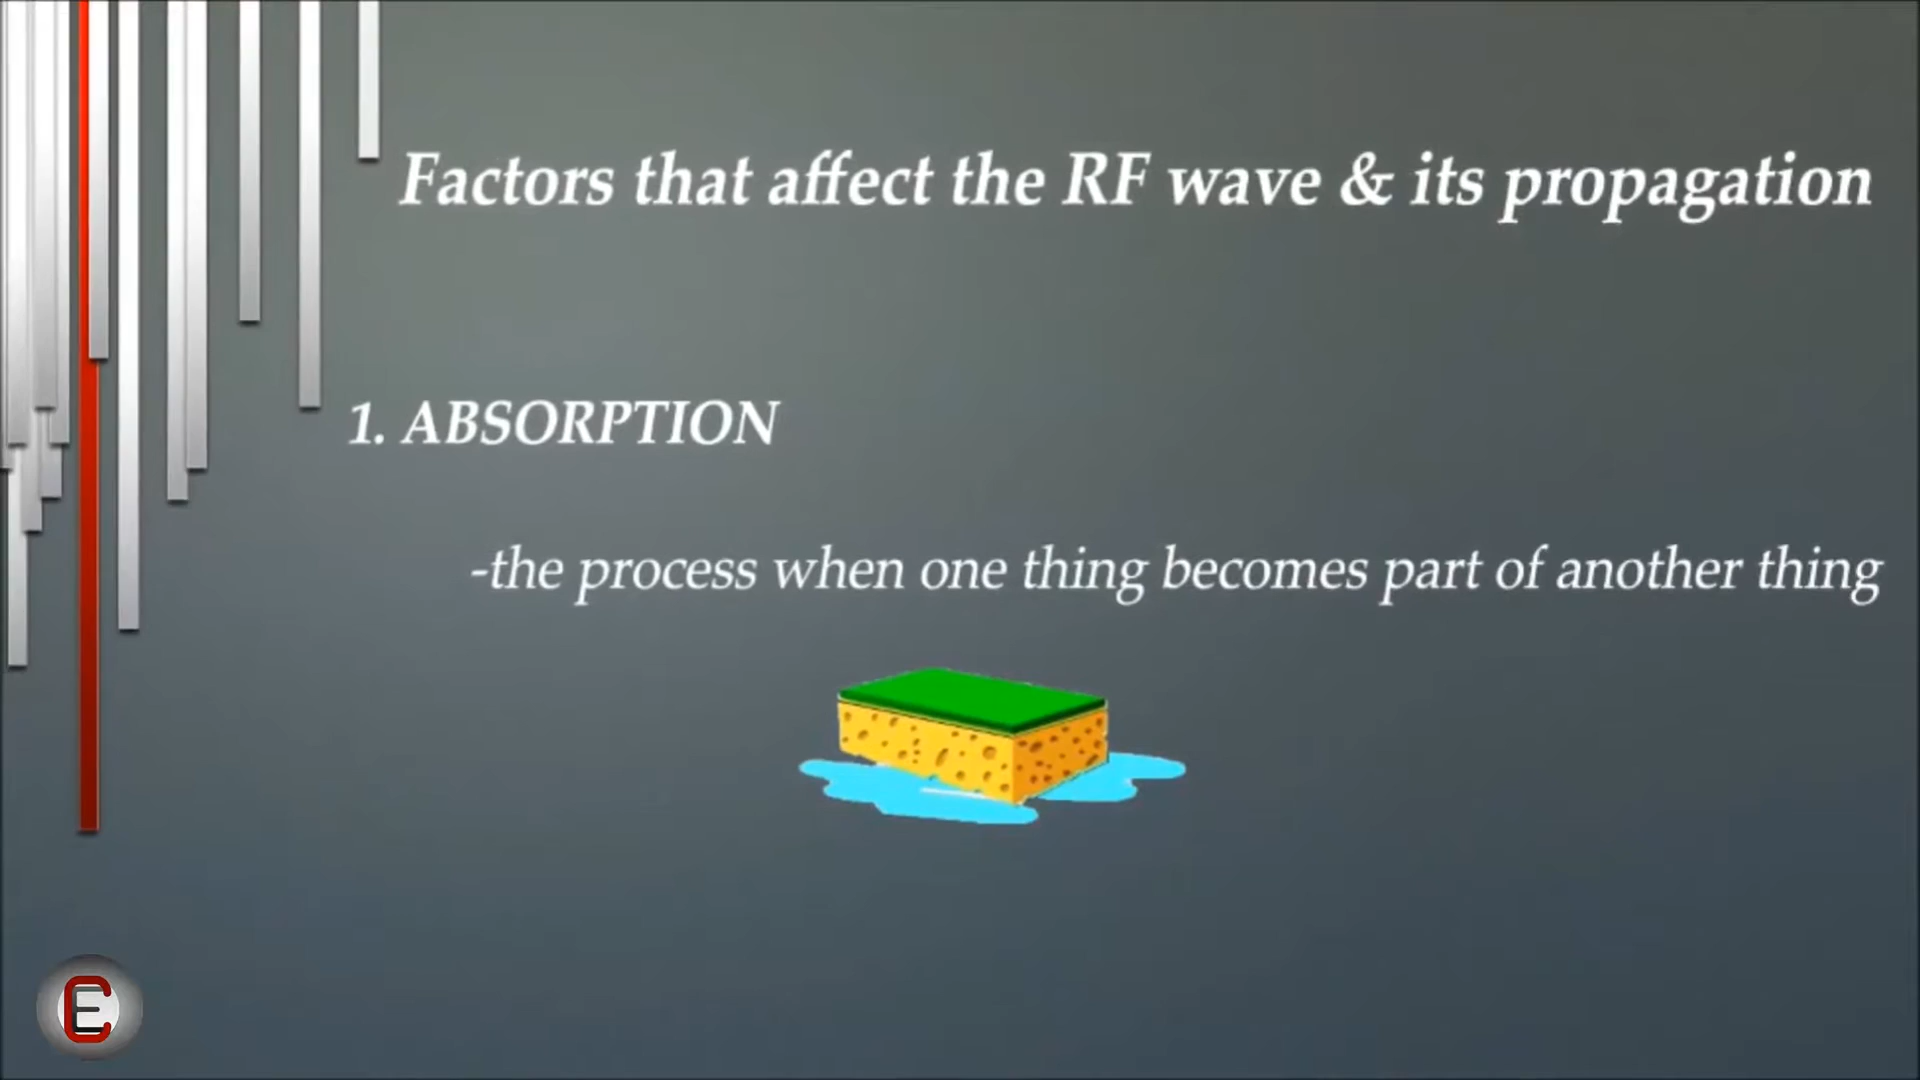 Factors that affect the RF wave & its propagation
1. ABSORPTION
-the process when one thing becomes part of another thing
CE